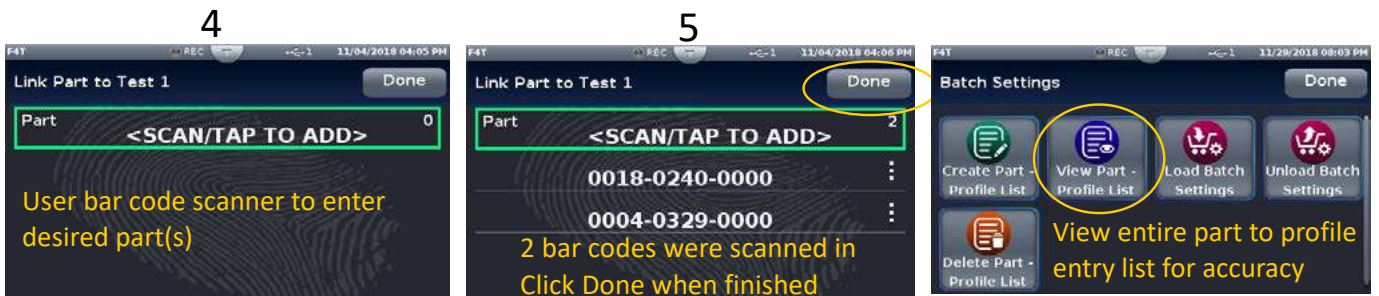 4
F4T REC 1 11/04/2018 04:05 PM
Link Part to Test 1 Done
Part 0
<SCAN/TAP TO ADD>
User bar code scanner to enter
desired part(s)
5
F4T REC 1 11/04/2018 04:06 PM
Link Part to Test 1 Done
Part 2
<SCAN/TAP TO ADD>
0018-0240-0000
0004-0329-0000
2 bar codes were scanned in
Click Done when finished
F4T REC 1 11/29/2018 08:03 PM
Batch Settings Done
Create Part - View Part - Load Batch Unload Batch
Profile List Profile List Settings Settings
Delete Part -
Profile List
View entire part to profile
entry list for accuracy